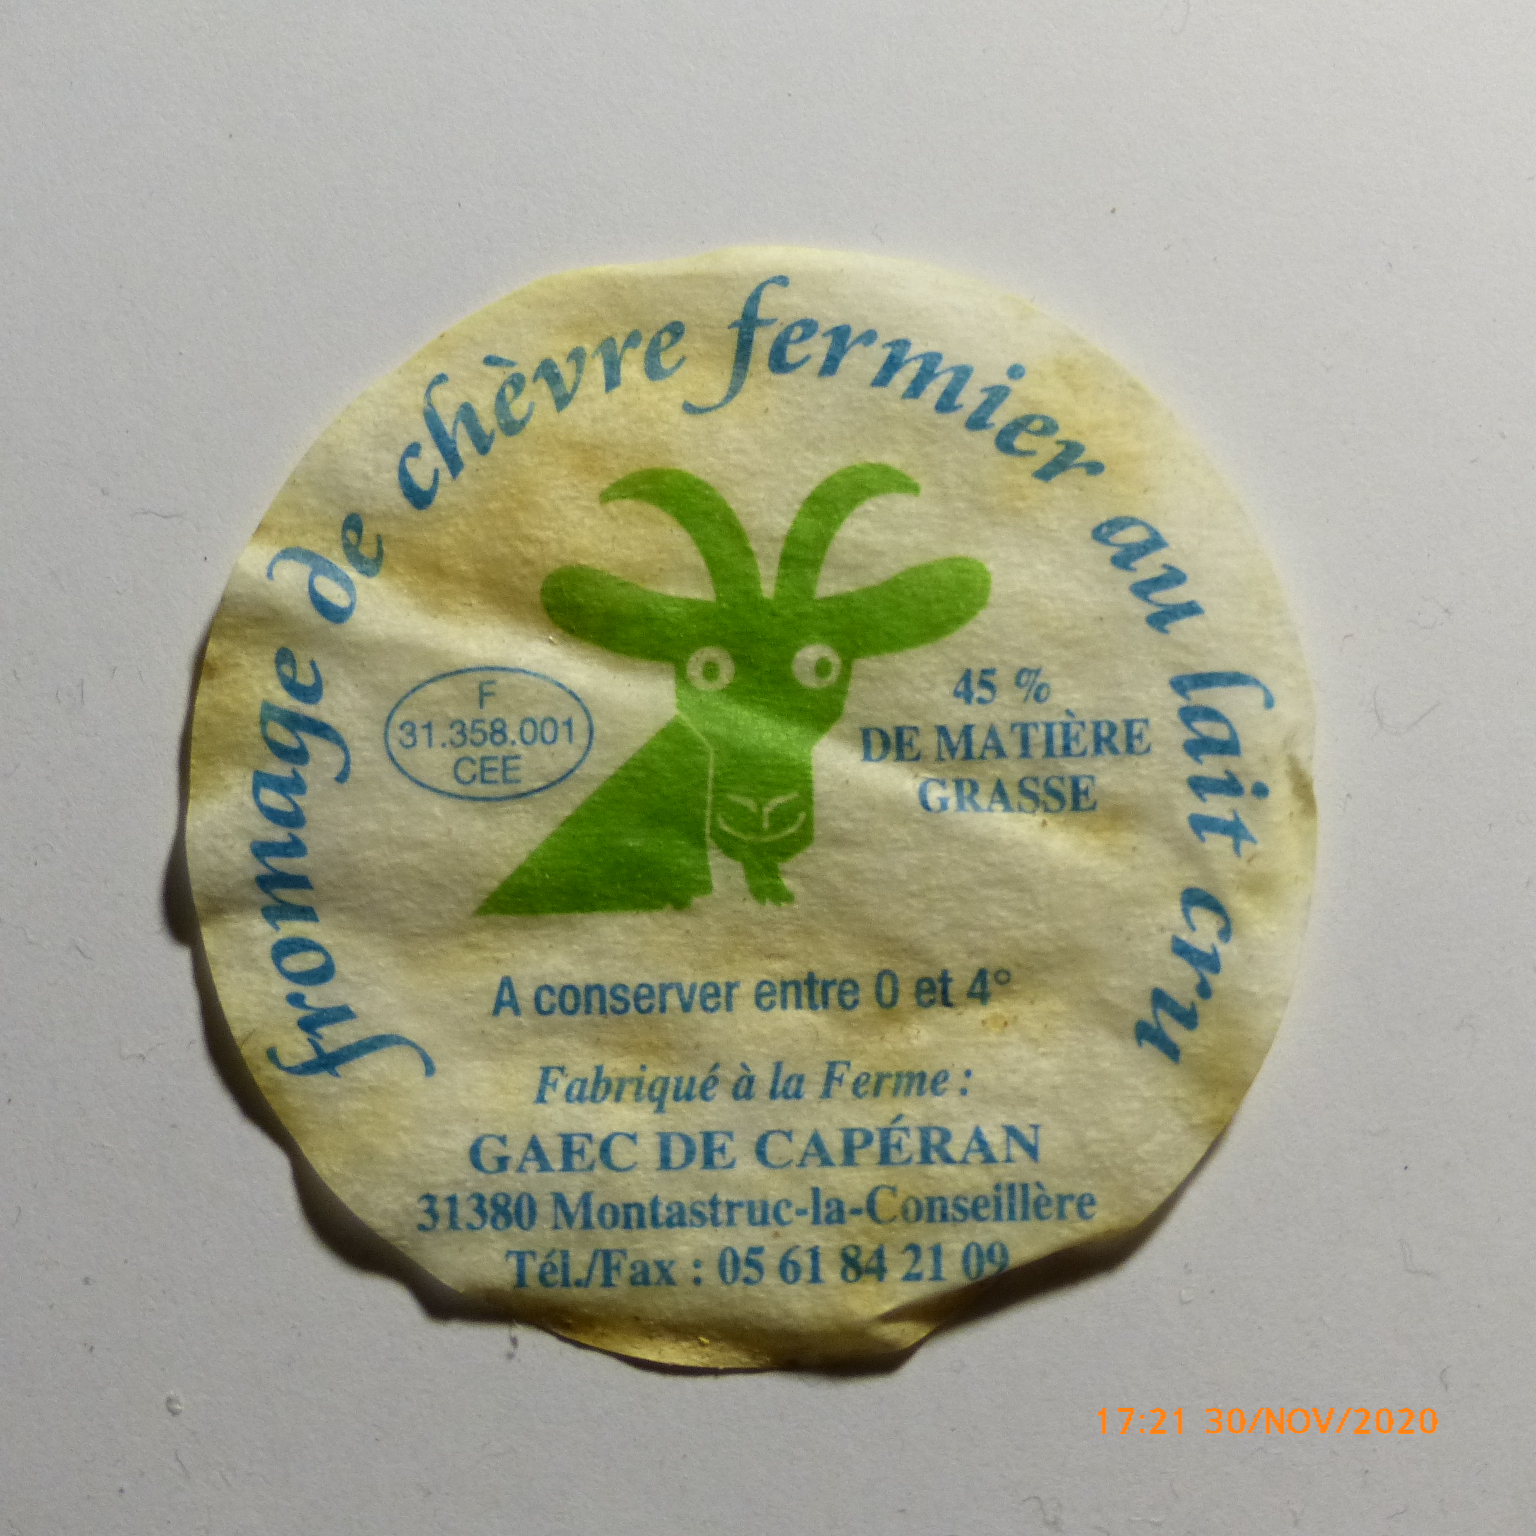 fromage de chèvre fermier au lait cru
F
31.358.001
CEE
45 %
DE MATIÈRE
GRASSE
A conserver entre 0 et 4°
Fabriqué à la Ferme :
GAEC DE CAPÉRAN
31380 Montastruc-la-Conseillère
Tél./Fax : 05 61 84 21 09
17:21 30/NOV/2020